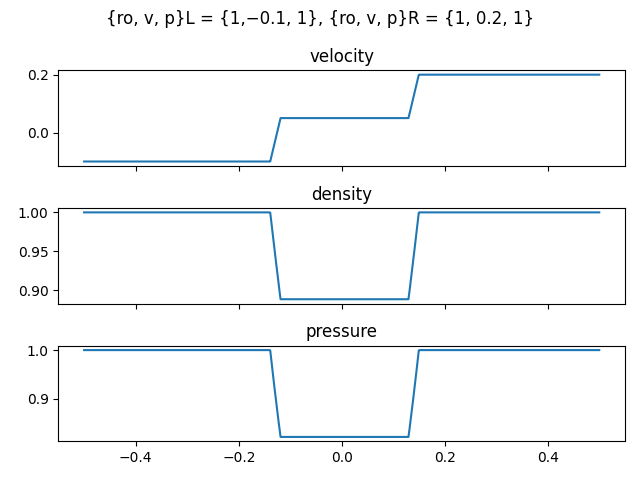 {ro, v, p}L = {1,−0.1, 1}, {ro, v, p}R = {1, 0.2, 1}
velocity
0.2
0.0
density
1.00
0.95
0.90
pressure
1.0
0.9
−0.4 −0.2 0.0 0.2 0.4